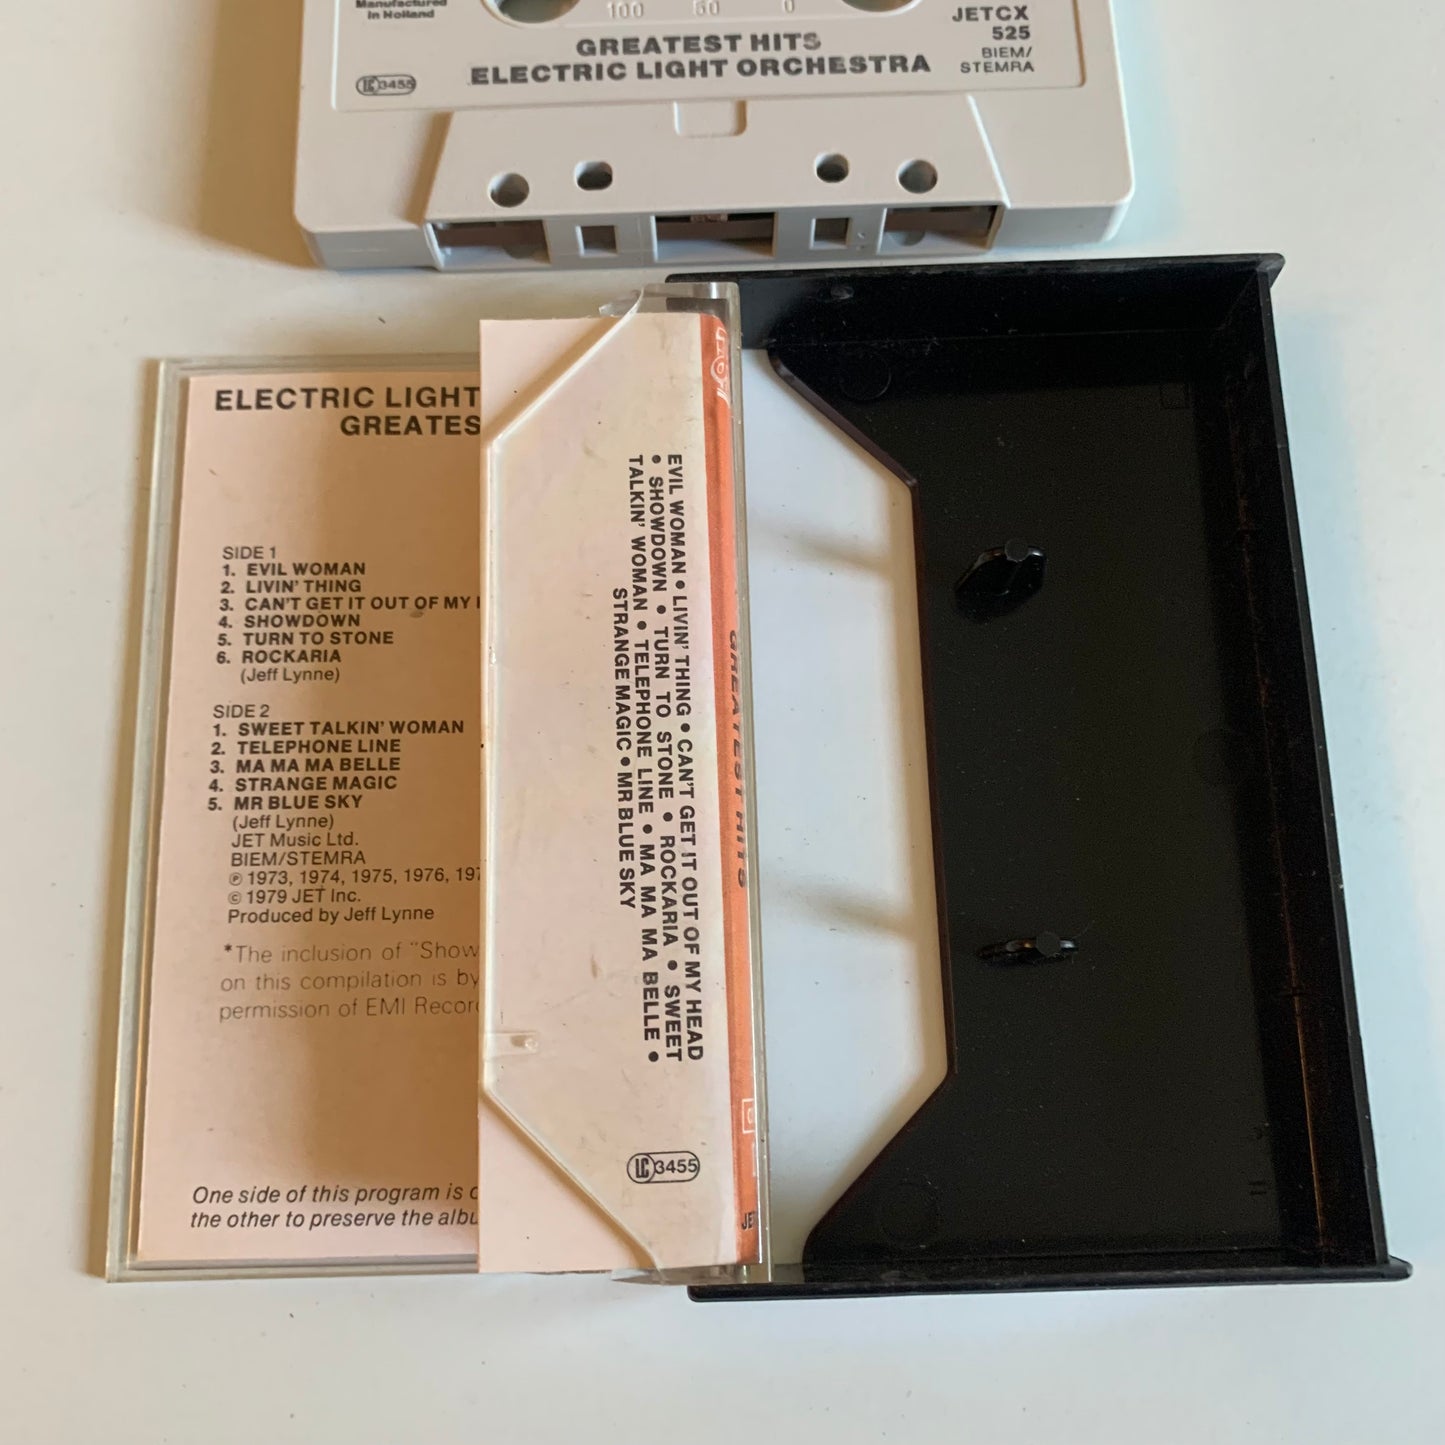 Manufactured
in Holland
100 50 0
JETCX
525
BIEM/
STEMRA
GREATEST HITS
ELECTRIC LIGHT ORCHESTRA
LC 3455
ELECTRIC LIGHT
GREATES
SIDE 1
1. EVIL WOMAN
2. LIVIN' THING
3. CAN'T GET IT OUT OF MY
4. SHOWDOWN
5. TURN TO STONE
6. ROCKARIA
(Jeff Lynne)
SIDE 2
1. SWEET TALKIN' WOMAN
2. TELEPHONE LINE
3. MA MA MA BELLE
4. STRANGE MAGIC
5. MR BLUE SKY
(Jeff Lynne)
JET Music Ltd.
BIEM/STEMRA
℗ 1973, 1974, 1975, 1976, 197
© 1979 JET Inc.
Produced by Jeff Lynne
*The inclusion of "Show
on this compilation is by
permission of EMI Recor
One side of this program is
the other to preserve the albu
EVIL WOMAN • LIVIN' THING • CAN'T GET IT OUT OF MY HEAD
• SHOWDOWN • TURN TO STONE • ROCKARIA • SWEET
TALKIN' WOMAN • TELEPHONE LINE • MA MA MA BELLE •
STRANGE MAGIC • MR BLUE SKY
LC 3455
GREATEST HITS
JET